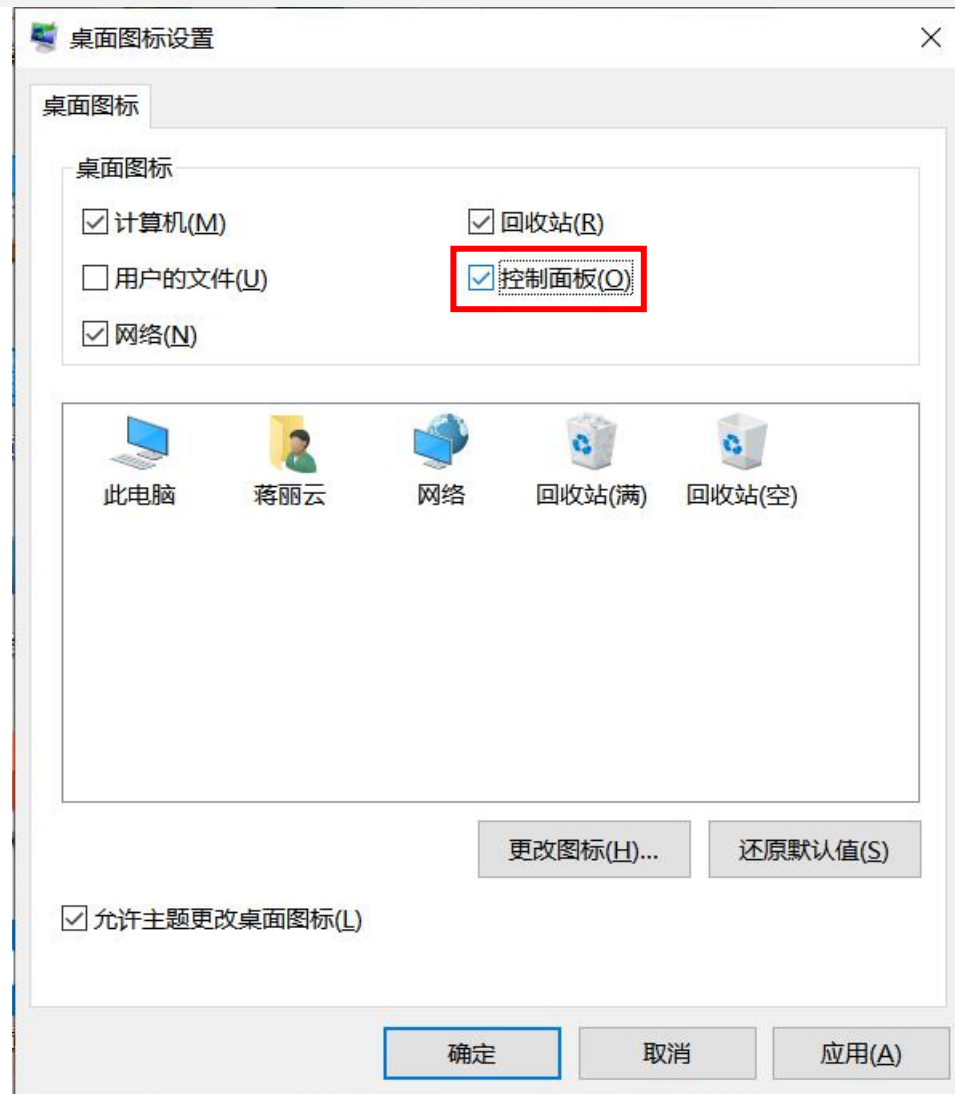 桌面图标设置
桌面图标
桌面图标
计算机(M) 回收站(R)
用户的文件(U) 控制面板(O)
网络(N)
此电脑 蒋丽云 网络 回收站(满) 回收站(空)
更改图标(H)... 还原默认值(S)
允许主题更改桌面图标(L)
确定 取消 应用(A)